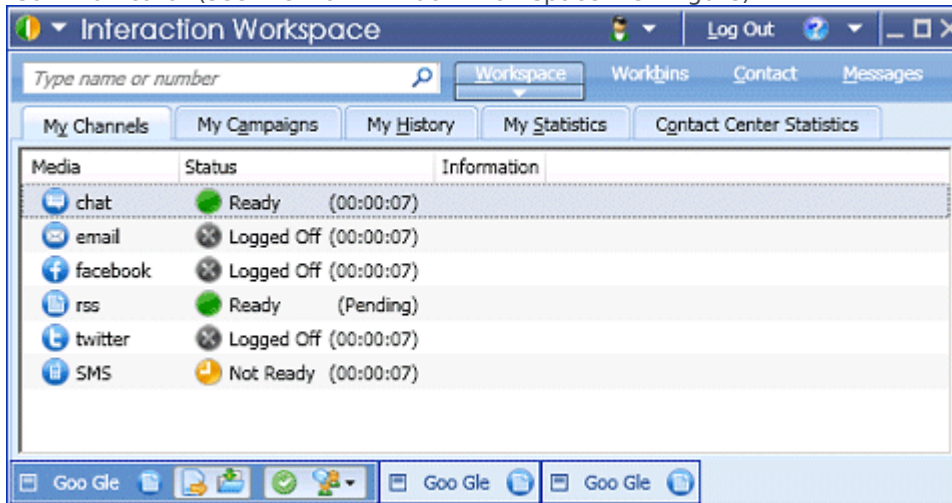 Interaction Workspace Log Out
Type name or number Workspace Workbins Contact Messages
My Channels My Campaigns My History My Statistics Contact Center Statistics
Media Status Information
chat Ready (00:00:07)
email Logged Off (00:00:07)
facebook Logged Off (00:00:07)
rss Ready (Pending)
twitter Logged Off (00:00:07)
SMS Not Ready (00:00:07)
Goo Gle Goo Gle Goo Gle